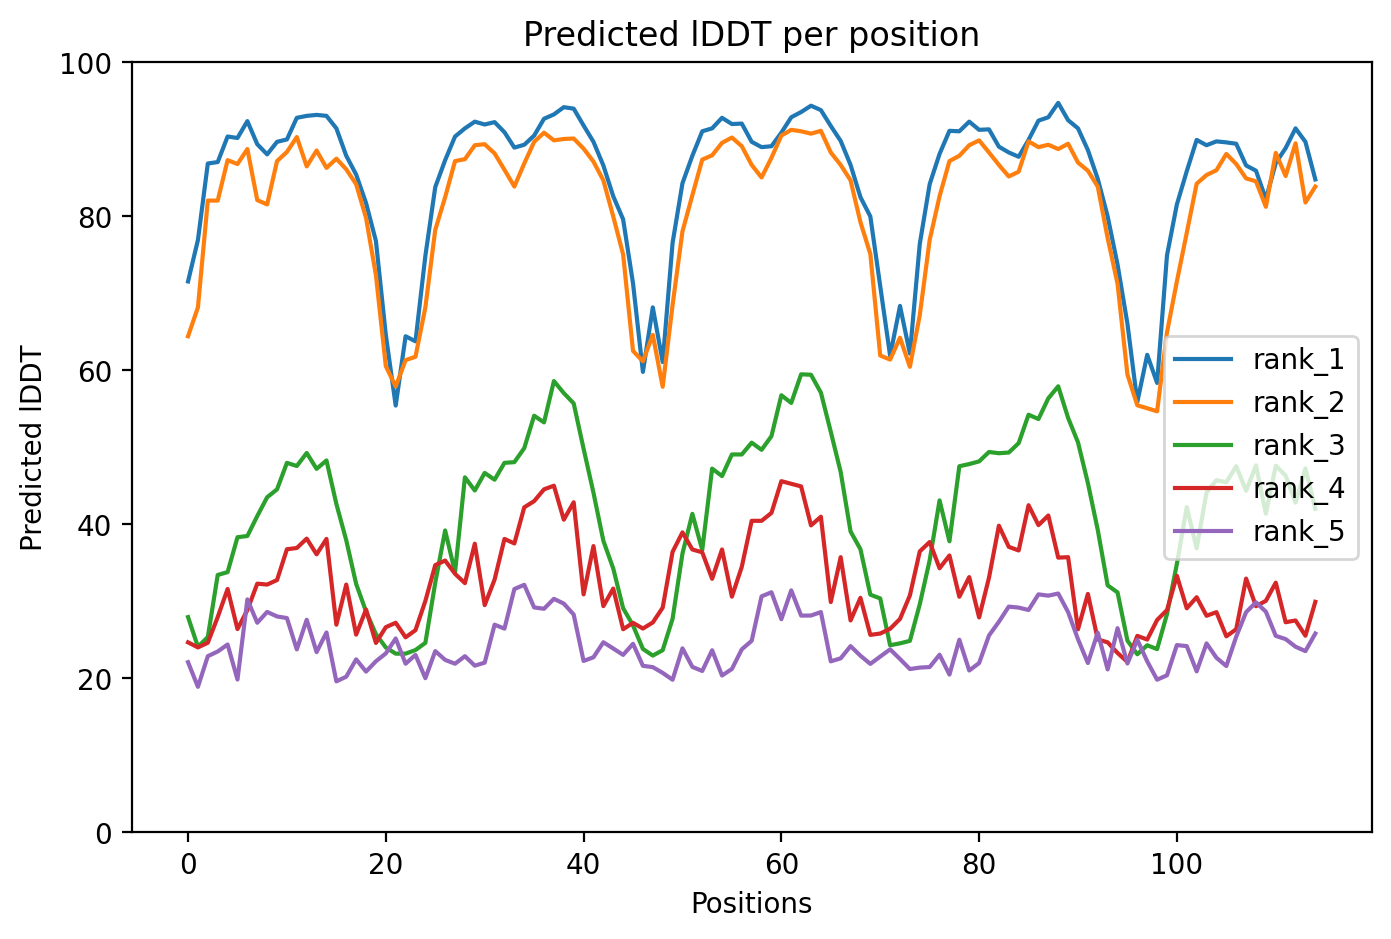 Predicted lDDT per position
100
80
60
40
20
0
Predicted lDDT
rank_1
rank_2
rank_3
rank_4
rank_5
0 20 40 60 80 100
Positions